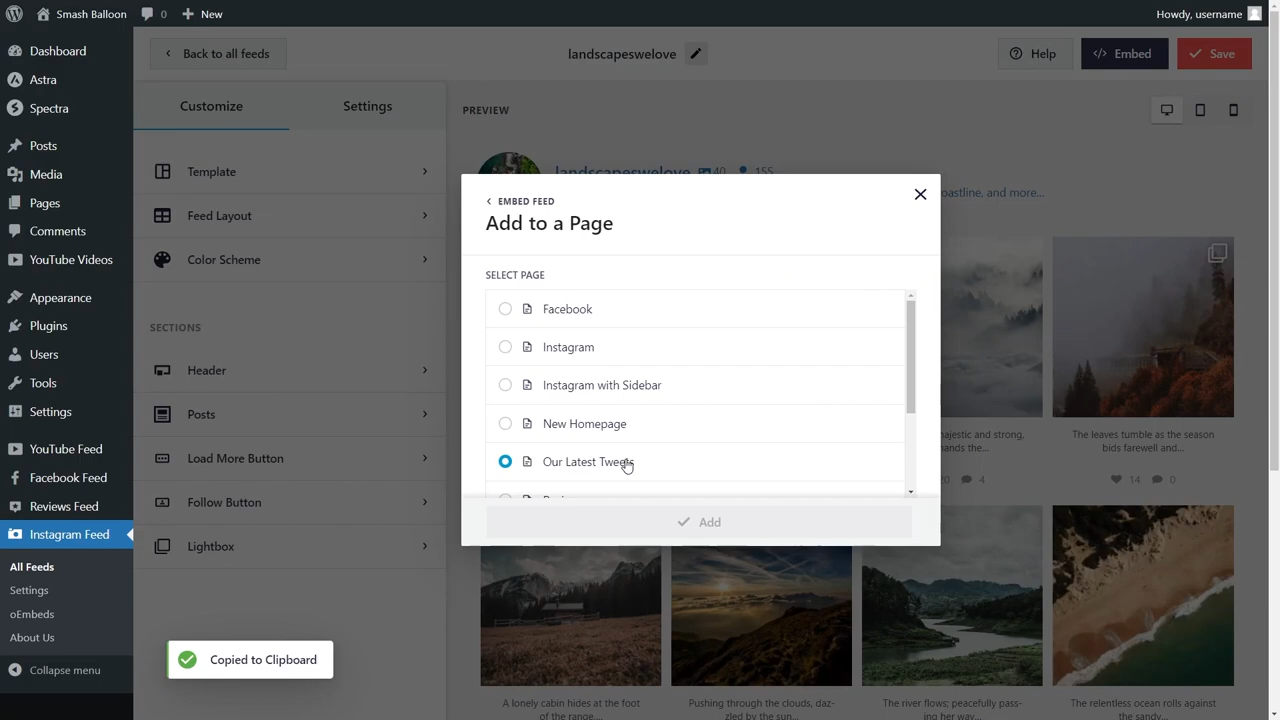 Smash Balloon
0
New
Howdy, username
Dashboard
Astra
Spectra
Posts
Media
Pages
Comments
YouTube Videos
Appearance
Plugins
Users
Tools
Settings
YouTube Feed
Facebook Feed
Reviews Feed
Instagram Feed
All Feeds
Settings
oEmbeds
About Us
Collapse menu
Back to all feeds
landscapeswelove
Help
Embed
Save
Customize
Settings
Template
Feed Layout
Color Scheme
SECTIONS
Header
Posts
Load More Button
Follow Button
Lightbox
Copied to Clipboard
PREVIEW
landscapeswelove 40 155
oastline, and more...
EMBED FEED
Add to a Page
SELECT PAGE
Facebook
Instagram
Instagram with Sidebar
New Homepage
Our Latest Tweets
Add
ajestic and strong,
ands the...
20 4
The leaves tumble as the season
bids farewell and...
14 0
A lonely cabin hides at the foot
of the range....
Pushing through the clouds, daz-
zled by the sun...
The river flows; peacefully pass-
ing her way...
The relentless ocean rolls against
the sandy...